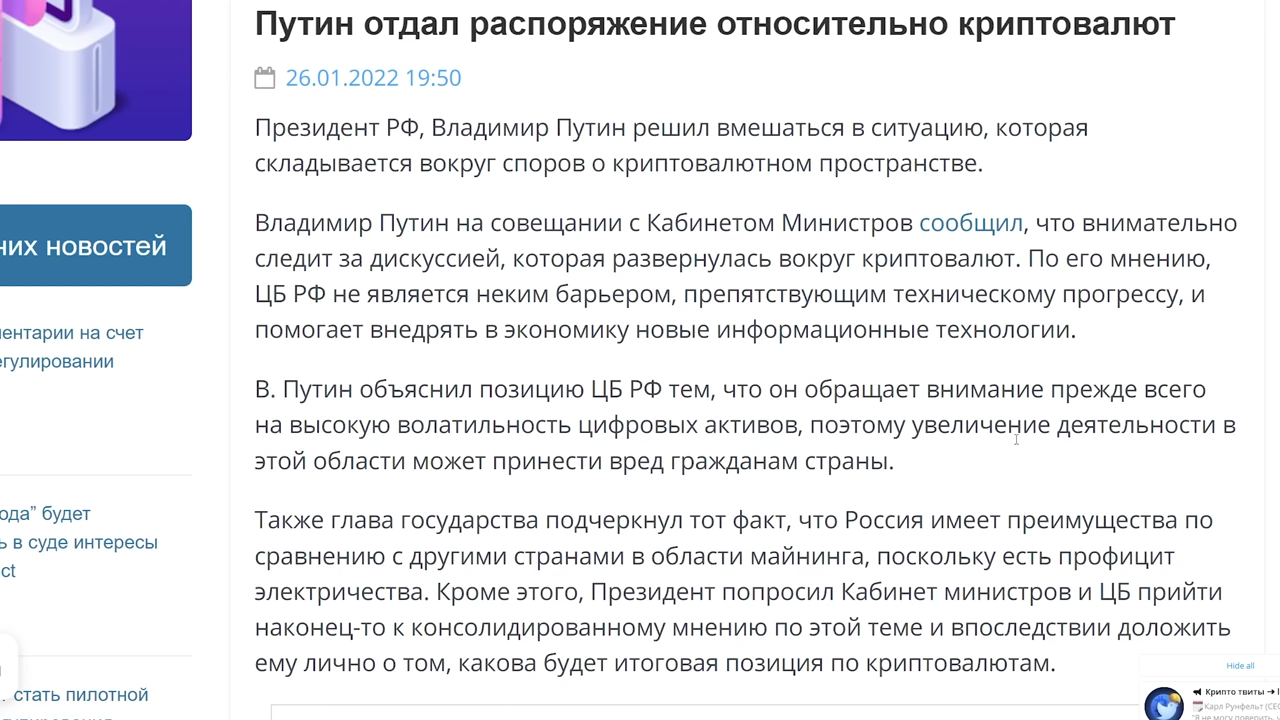 Путин отдал распоряжение относительно криптовалют
26.01.2022 19:50
Президент РФ, Владимир Путин решил вмешаться в ситуацию, которая
складывается вокруг споров о криптовалютном пространстве.
Владимир Путин на совещании с Кабинетом Министров сообщил, что внимательно
следит за дискуссией, которая развернулась вокруг криптовалют. По его мнению,
ЦБ РФ не является неким барьером, препятствующим техническому прогрессу, и
помогает внедрять в экономику новые информационные технологии.
В. Путин объяснил позицию ЦБ РФ тем, что он обращает внимание прежде всего
на высокую волатильность цифровых активов, поэтому увеличение деятельности в
этой области может принести вред гражданам страны.
Также глава государства подчеркнул тот факт, что Россия имеет преимущества по
сравнению с другими странами в области майнинга, поскольку есть профицит
электричества. Кроме этого, Президент попросил Кабинет министров и ЦБ прийти
наконец-то к консолидированному мнению по этой теме и впоследствии доложить
ему лично о том, какова будет итоговая позиция по криптовалютам.
них новостей
ентарии на счет
егулировании
ода” будет
ь в суде интересы
ct
стать пилотной
Hide all
Крипто твиты ➜
Карл Рунфельт (CEO
"Я не могу поверить,